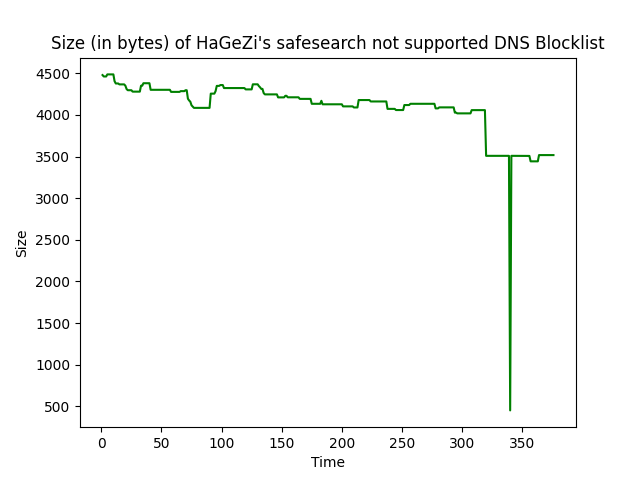 Size (in bytes) of HaGeZi's safesearch not supported DNS Blocklist
4500
4000
3500
3000
2500
2000
1500
1000
500
Size
0 50 100 150 200 250 300 350
Time